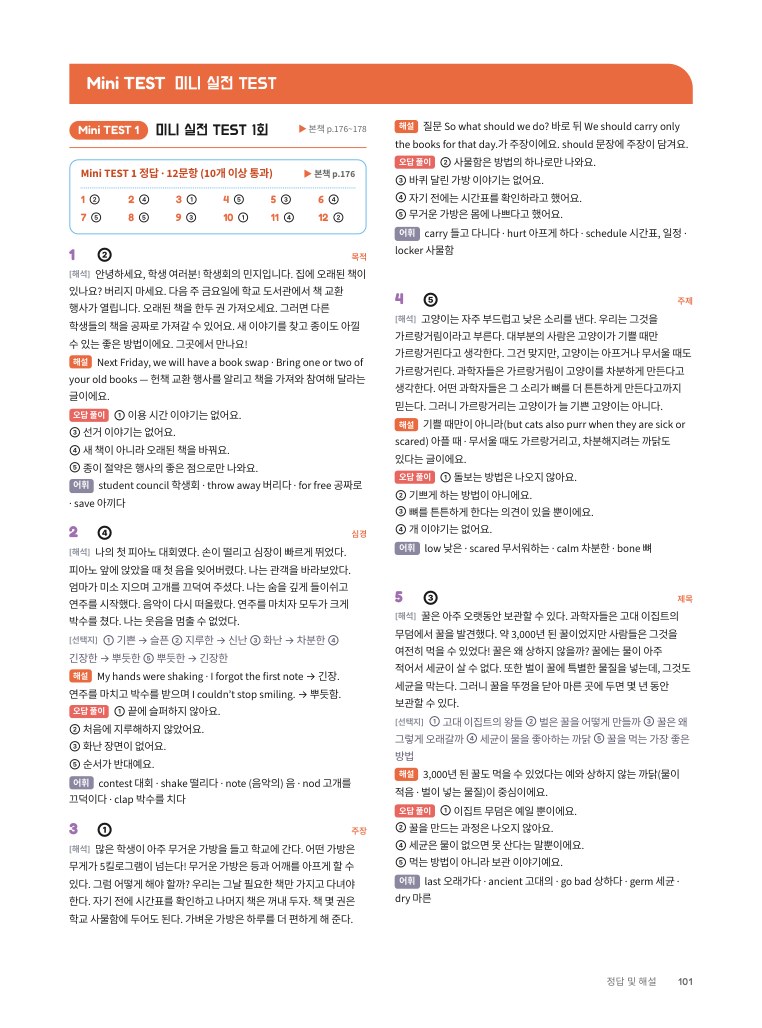 Mini TEST 미니 실전 TEST
Mini TEST 1 미니 실전 TEST 1회 ▶ 본책 p.176~178
Mini TEST 1 정답 · 12문항 (10개 이상 통과) ▶ 본책 p.176
1 ② 2 ④ 3 ① 4 ⑤ 5 ③ 6 ④
7 ⑤ 8 ⑤ 9 ③ 10 ① 11 ④ 12 ②
1 ② 목적
[해석] 안녕하세요, 학생 여러분! 학생회의 민지입니다. 집에 오래된 책이
있나요? 버리지 마세요. 다음 주 금요일에 학교 도서관에서 책 교환
행사가 열립니다. 오래된 책을 한두 권 가져오세요. 그러면 다른
학생들의 책을 공짜로 가져갈 수 있어요. 새 이야기를 찾고 종이도 아낄
수 있는 좋은 방법이에요. 그곳에서 만나요!
해설 Next Friday, we will have a book swap · Bring one or two of
your old books — 헌책 교환 행사를 알리고 책을 가져와 참여해 달라는
글이에요.
오답 풀이 ① 이용 시간 이야기는 없어요.
③ 선거 이야기는 없어요.
④ 새 책이 아니라 오래된 책을 바꿔요.
⑤ 종이 절약은 행사의 좋은 점으로만 나와요.
어휘 student council 학생회 · throw away 버리다 · for free 공짜로
· save 아끼다
2 ④ 심경
[해석] 나의 첫 피아노 대회였다. 손이 떨리고 심장이 빠르게 뛰었다.
피아노 앞에 앉았을 때 첫 음을 잊어버렸다. 나는 관객을 바라보았다.
엄마가 미소 지으며 고개를 끄덕여 주셨다. 나는 숨을 깊게 들이쉬고
연주를 시작했다. 음악이 다시 떠올랐다. 연주를 마치자 모두가 크게
박수를 쳤다. 나는 웃음을 멈출 수 없었다.
[선택지] ① 기쁜 → 슬픈 ② 지루한 → 신난 ③ 화난 → 차분한 ④
긴장한 → 뿌듯한 ⑤ 뿌듯한 → 긴장한
해설 My hands were shaking · I forgot the first note → 긴장.
연주를 마치고 박수를 받으며 I couldn't stop smiling. → 뿌듯함.
오답 풀이 ① 끝에 슬퍼하지 않아요.
② 처음에 지루해하지 않았어요.
③ 화난 장면이 없어요.
⑤ 순서가 반대예요.
어휘 contest 대회 · shake 떨리다 · note (음악의) 음 · nod 고개를
끄덕이다 · clap 박수를 치다
3 ① 주장
[해석] 많은 학생이 아주 무거운 가방을 들고 학교에 간다. 어떤 가방은
무게가 5킬로그램이 넘는다! 무거운 가방은 등과 어깨를 아프게 할 수
있다. 그럼 어떻게 해야 할까? 우리는 그날 필요한 책만 가지고 다녀야
한다. 자기 전에 시간표를 확인하고 나머지 책은 꺼내 두자. 책 몇 권은
학교 사물함에 두어도 된다. 가벼운 가방은 하루를 더 편하게 해 준다.
해설 질문 So what should we do? 바로 뒤 We should carry only
the books for that day.가 주장이에요. should 문장에 주장이 담겨요.
오답 풀이 ② 사물함은 방법의 하나로만 나와요.
③ 바퀴 달린 가방 이야기는 없어요.
④ 자기 전에는 시간표를 확인하라고 했어요.
⑤ 무거운 가방은 몸에 나쁘다고 했어요.
어휘 carry 들고 다니다 · hurt 아프게 하다 · schedule 시간표, 일정 ·
locker 사물함
4 ⑤ 주제
[해석] 고양이는 자주 부드럽고 낮은 소리를 낸다. 우리는 그것을
가르랑거림이라고 부른다. 대부분의 사람은 고양이가 기쁠 때만
가르랑거린다고 생각한다. 그건 맞지만, 고양이는 아프거나 무서울 때도
가르랑거린다. 과학자들은 가르랑거림이 고양이를 차분하게 만든다고
생각한다. 어떤 과학자들은 그 소리가 뼈를 더 튼튼하게 만든다고까지
믿는다. 그러니 가르랑거리는 고양이가 늘 기쁜 고양이는 아니다.
해설 기쁠 때만이 아니라(but cats also purr when they are sick or
scared) 아플 때 · 무서울 때도 가르랑거리고, 차분해지려는 까닭도
있다는 글이에요.
오답 풀이 ① 돌보는 방법은 나오지 않아요.
② 기쁘게 하는 방법이 아니에요.
③ 뼈를 튼튼하게 한다는 의견이 있을 뿐이에요.
④ 개 이야기는 없어요.
어휘 low 낮은 · scared 무서워하는 · calm 차분한 · bone 뼈
5 ③ 제목
[해석] 꿀은 아주 오랫동안 보관할 수 있다. 과학자들은 고대 이집트의
무덤에서 꿀을 발견했다. 약 3,000년 된 꿀이었지만 사람들은 그것을
여전히 먹을 수 있었다! 꿀은 왜 상하지 않을까? 꿀에는 물이 아주
적어서 세균이 살 수 없다. 또한 벌이 꿀에 특별한 물질을 넣는데, 그것도
세균을 막는다. 그러니 꿀을 뚜껑을 닫아 마른 곳에 두면 몇 년 동안
보관할 수 있다.
[선택지] ① 고대 이집트의 왕들 ② 벌은 꿀을 어떻게 만들까 ③ 꿀은 왜
그렇게 오래갈까 ④ 세균이 물을 좋아하는 까닭 ⑤ 꿀을 먹는 가장 좋은
방법
해설 3,000년 된 꿀도 먹을 수 있었다는 예와 상하지 않는 까닭(물이
적음 · 벌이 넣는 물질)이 중심이에요.
오답 풀이 ① 이집트 무덤은 예일 뿐이에요.
② 꿀을 만드는 과정은 나오지 않아요.
④ 세균은 물이 없으면 못 산다는 말뿐이에요.
⑤ 먹는 방법이 아니라 보관 이야기예요.
어휘 last 오래가다 · ancient 고대의 · go bad 상하다 · germ 세균 ·
dry 마른
정답 및 해설 101